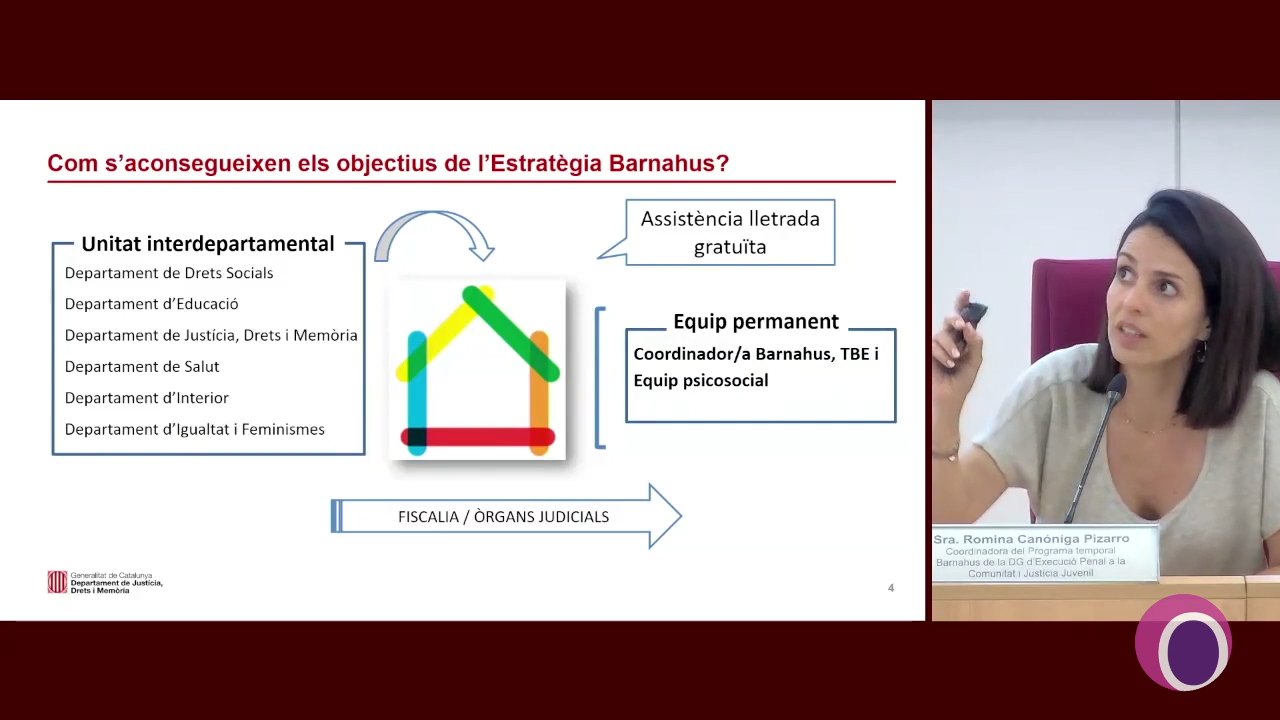 Com s’aconsegueixen els objectius de l’Estratègia Barnahus?
Unitat interdepartamental
Departament de Drets Socials
Departament d’Educació
Departament de Justícia, Drets i Memòria
Departament de Salut
Departament d’Interior
Departament d’Igualtat i Feminismes
Assistència lletrada
gratuïta
Equip permanent
Coordinador/a Barnahus, TBE i
Equip psicosocial
FISCALIA / ÒRGANS JUDICIALS
Generalitat de Catalunya
Departament de Justícia,
Drets i Memòria
4
Sra. Romina Canóniga Pizarro
Coordinadora del Programa temporal
Barnahus de la DG d’Execució Penal a la
Comunitat i Justícia Juvenil